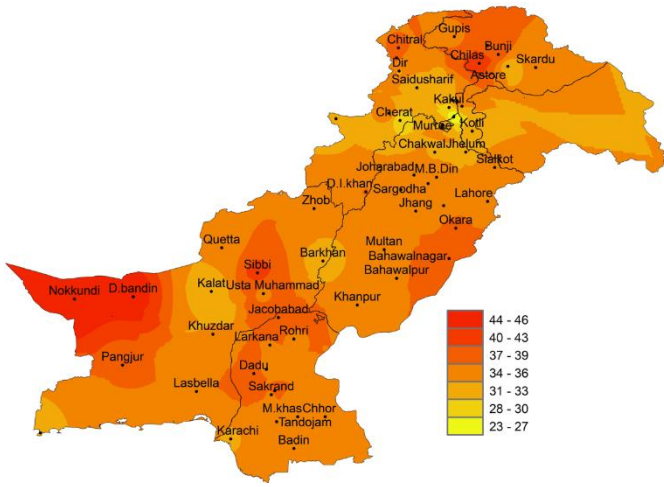 Gupis
Chitral
Bunji
Chilas
Skardu
Dir
Astore
Saidusharif
Kakul
Cherat
Murree
Kotli
Chakwal
Jhelum
Sialkot
Joharabad
M.B.Din
D.I.khan
Sargodha
Zhob
Jhang
Lahore
Okara
Quetta
Multan
Barkhan
Bahawalnagar
Sibbi
Bahawalpur
Nokkundi
D.bandin
Kalat
Usta Muhammad
Khanpur
Jacobabad
Khuzdar
Larkana
Rohri
Pangjur
Dadu
Lasbella
Sakrand
M.khas
Chhor
Tandojam
Karachi
Badin
44 - 46
40 - 43
37 - 39
34 - 36
31 - 33
28 - 30
23 - 27